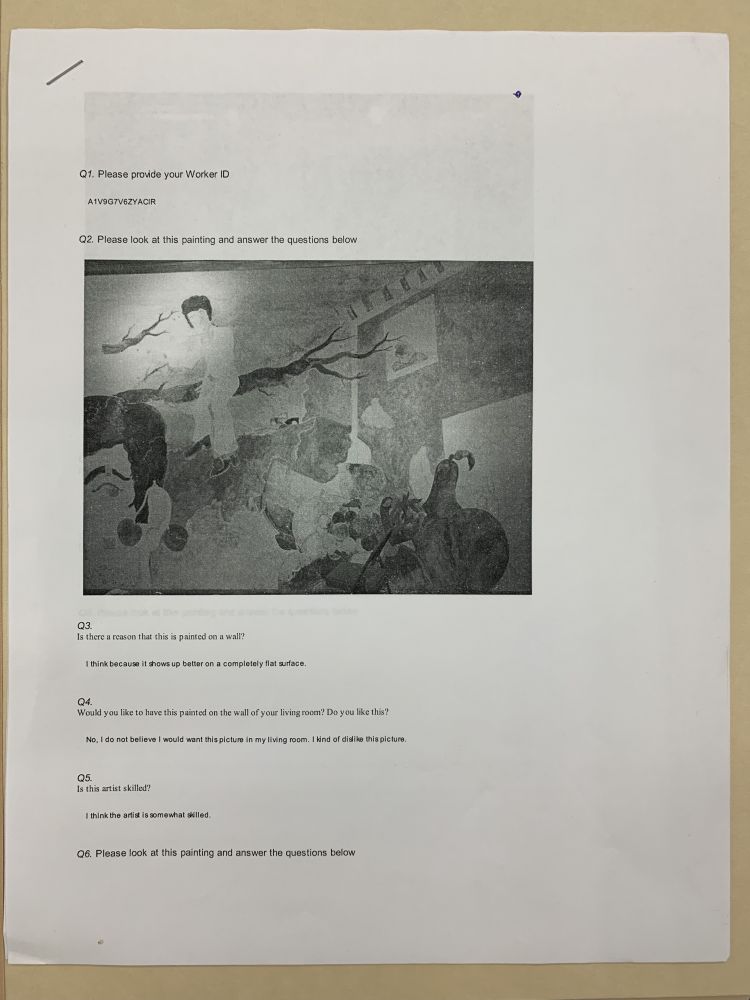 Q1. Please provide your Worker ID
A1V9G7V6ZYACIR
Q2. Please look at this painting and answer the questions below
Q3.
Is there a reason that this is painted on a wall?
I think because it shows up better on a completely flat surface.
Q4.
Would you like to have this painted on the wall of your living room? Do you like this?
No, I do not believe I would want this picture in my living room. I kind of dislike this picture.
Q5.
Is this artist skilled?
I think the artist is somewhat skilled.
Q6. Please look at this painting and answer the questions below